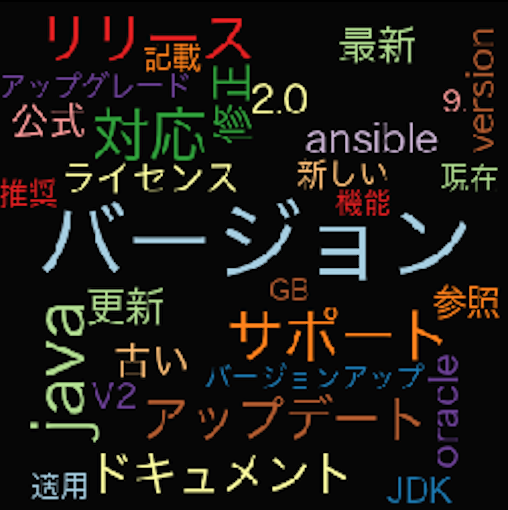 リリース
記載
最新
version
アップグレード
修正
2.0
9.
公式
対応
ansible
ライセンス
新しい
現在
推奨
機能
バージョン
GB
更新
参照
java
サポート
古い
バージョンアップ
oracle
V2
アップデート
ドキュメント
適用
JDK